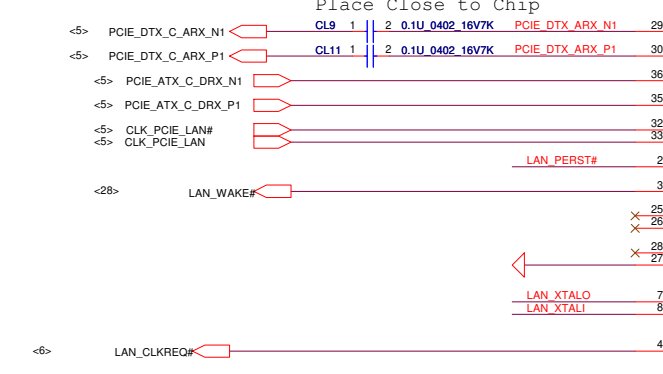 Place Close to Chip
<5> PCIE_DTX_C_ARX_N1 CL9 1 2 0.1U_0402_16V7K PCIE_DTX_ARX_N1 29
<5> PCIE_DTX_C_ARX_P1 CL11 1 2 0.1U_0402_16V7K PCIE_DTX_ARX_P1 30
<5> PCIE_ATX_C_DRX_N1 36
<5> PCIE_ATX_C_DRX_P1 35
<5> CLK_PCIE_LAN# 32
<5> CLK_PCIE_LAN 33
LAN_PERST# 2
<28> LAN_WAKE# 3
25
26
28
27
LAN_XTALO 7
LAN_XTALI 8
<6> LAN_CLKREQ# 4